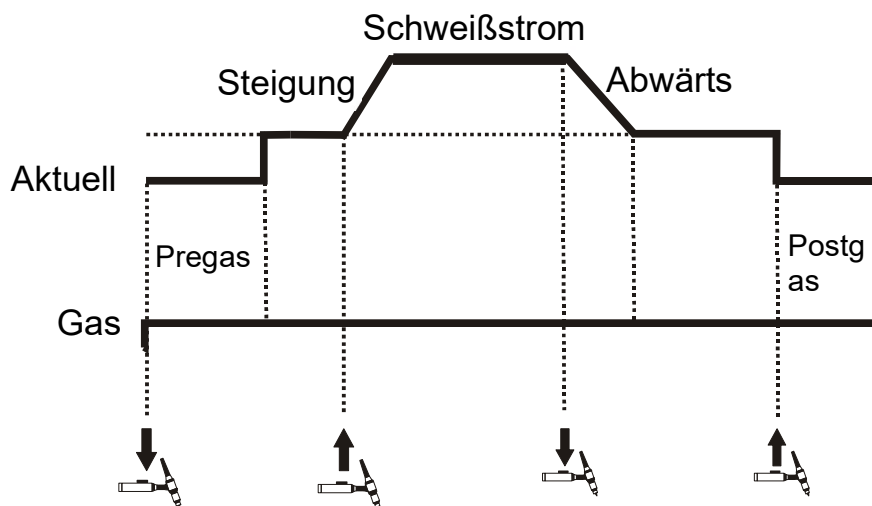 Schweißstrom
Steigung
Abwärts
Aktuell
Pregas
Postg
as
Gas